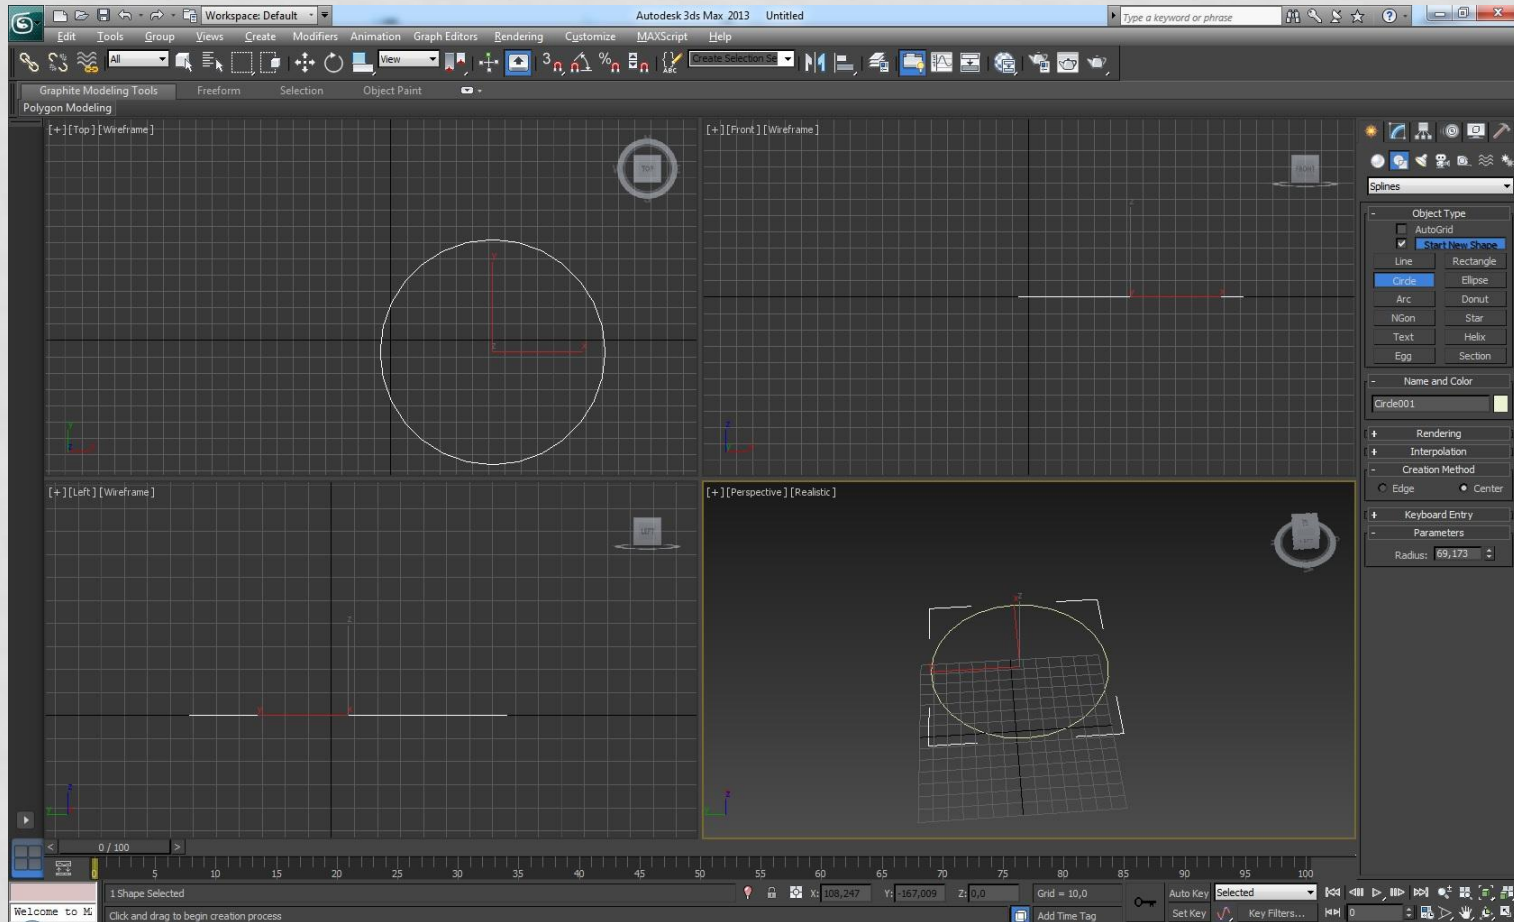 Workspace: Default
Autodesk 3ds Max 2013 Untitled
Type a keyword or phrase
Edit Tools Group Views Create Modifiers Animation Graph Editors Rendering Customize MAXScript Help
All
View
3
Create Selection Se
Graphite Modeling Tools Freeform Selection Object Paint
Polygon Modeling
[+][Top][Wireframe]
TOP
[+][Front][Wireframe]
FRONT
Splines
- Object Type
AutoGrid
Start New Shape
Line Rectangle
Circle Ellipse
Arc Donut
NGon Star
Text Helix
Egg Section
- Name and Color
Circle001
+ Rendering
+ Interpolation
- Creation Method
Edge Center
+ Keyboard Entry
- Parameters
Radius: 69,173
[+][Left][Wireframe]
LEFT
[+][Perspective][Realistic]
< 0 / 100 >
0 5 10 15 20 25 30 35 40 45 50 55 60 65 70 75 80 85 90 95 100
1 Shape Selected
X: 108,247 Y: -167,009 Z: 0,0
Grid = 10,0
Auto Key Selected
Welcome to
Click and drag to begin creation process
Add Time Tag
Set Key Key Filters... 0